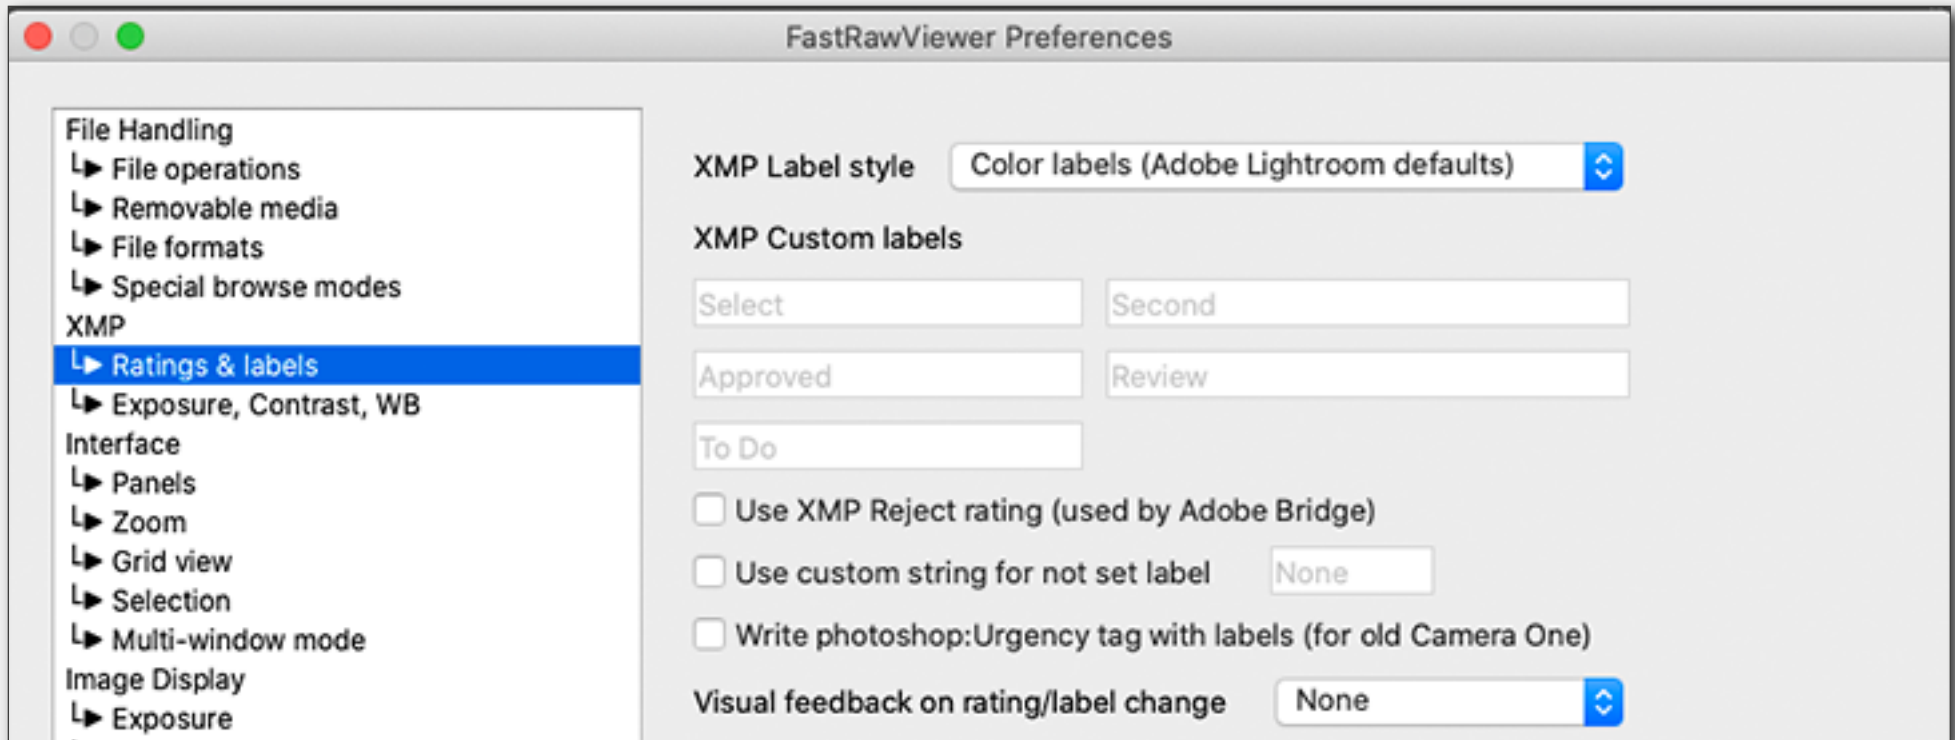 FastRawViewer Preferences
File Handling
File operations
Removable media
File formats
Special browse modes
XMP
Ratings & labels
Exposure, Contrast, WB
Interface
Panels
Zoom
Grid view
Selection
Multi-window mode
Image Display
Exposure
XMP Label style Color labels (Adobe Lightroom defaults)
XMP Custom labels
Select Second
Approved Review
To Do
Use XMP Reject rating (used by Adobe Bridge)
Use custom string for not set label None
Write photoshop:Urgency tag with labels (for old Camera One)
Visual feedback on rating/label change None